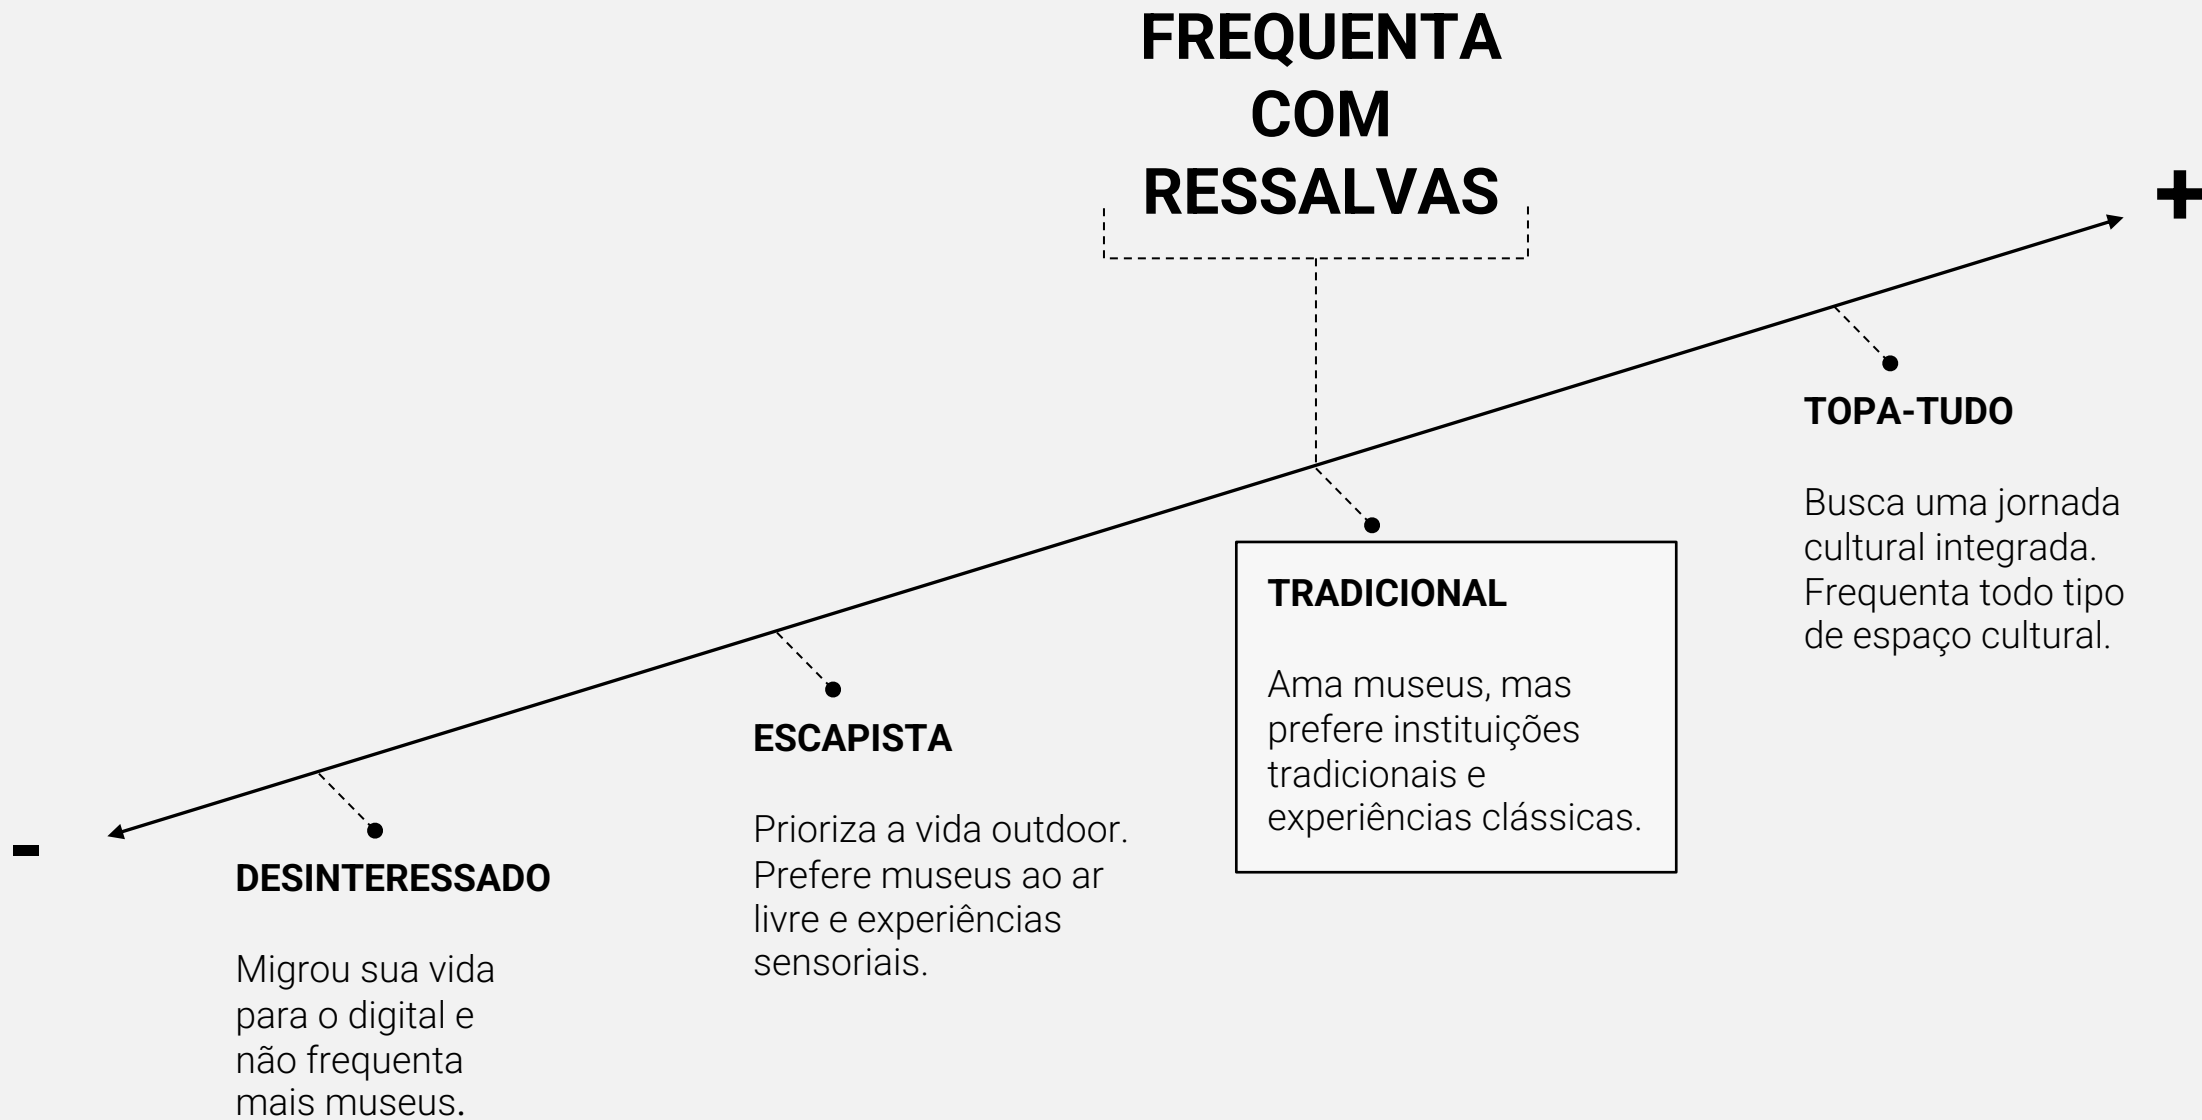 FREQUENTA
COM
RESSALVAS
+
-
DESINTERESSADO
Migrou sua vida
para o digital e
não frequenta
mais museus.
ESCAPISTA
Prioriza a vida outdoor.
Prefere museus ao ar
livre e experiências
sensoriais.
TRADICIONAL
Ama museus, mas
prefere instituições
tradicionais e
experiências clássicas.
TOPA-TUDO
Busca uma jornada
cultural integrada.
Frequenta todo tipo
de espaço cultural.